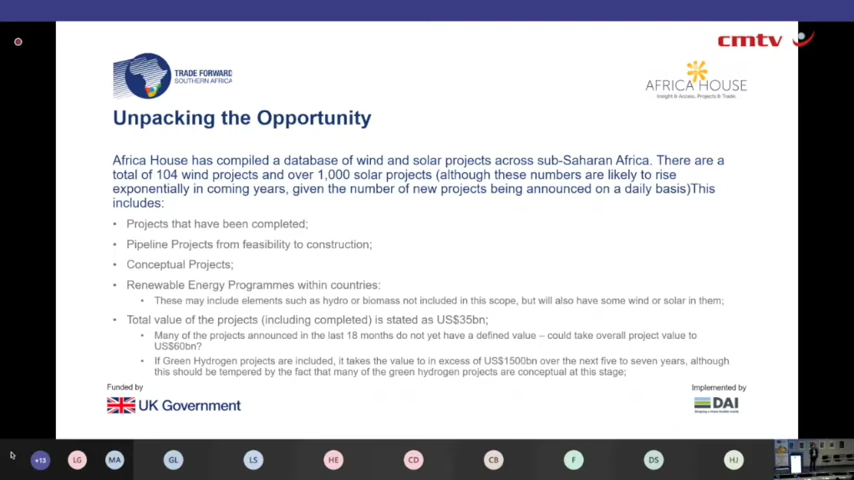 cmtv
TRADE FORWARD
SOUTHERN AFRICA
AFRICA HOUSE
Insight & Access, Projects & Trade.
Unpacking the Opportunity
Africa House has compiled a database of wind and solar projects across sub-Saharan Africa. There are a
total of 104 wind projects and over 1,000 solar projects (although these numbers are likely to rise
exponentially in coming years, given the number of new projects being announced on a daily basis)This
includes:
• Projects that have been completed;
• Pipeline Projects from feasibility to construction;
• Conceptual Projects;
• Renewable Energy Programmes within countries:
• These may include elements such as hydro or biomass not included in this scope, but will also have some wind or solar in them;
• Total value of the projects (including completed) is stated as US$35bn;
• Many of the projects announced in the last 18 months do not yet have a defined value – could take overall project value to
US$60bn?
• If Green Hydrogen projects are included, it takes the value to in excess of US$1500bn over the next five to seven years, although
this should be tempered by the fact that many of the green hydrogen projects are conceptual at this stage;
Funded by
UK Government
Implemented by
DAI
+13
LG
MA
GL
LS
HE
CD
CB
F
DS
HJ